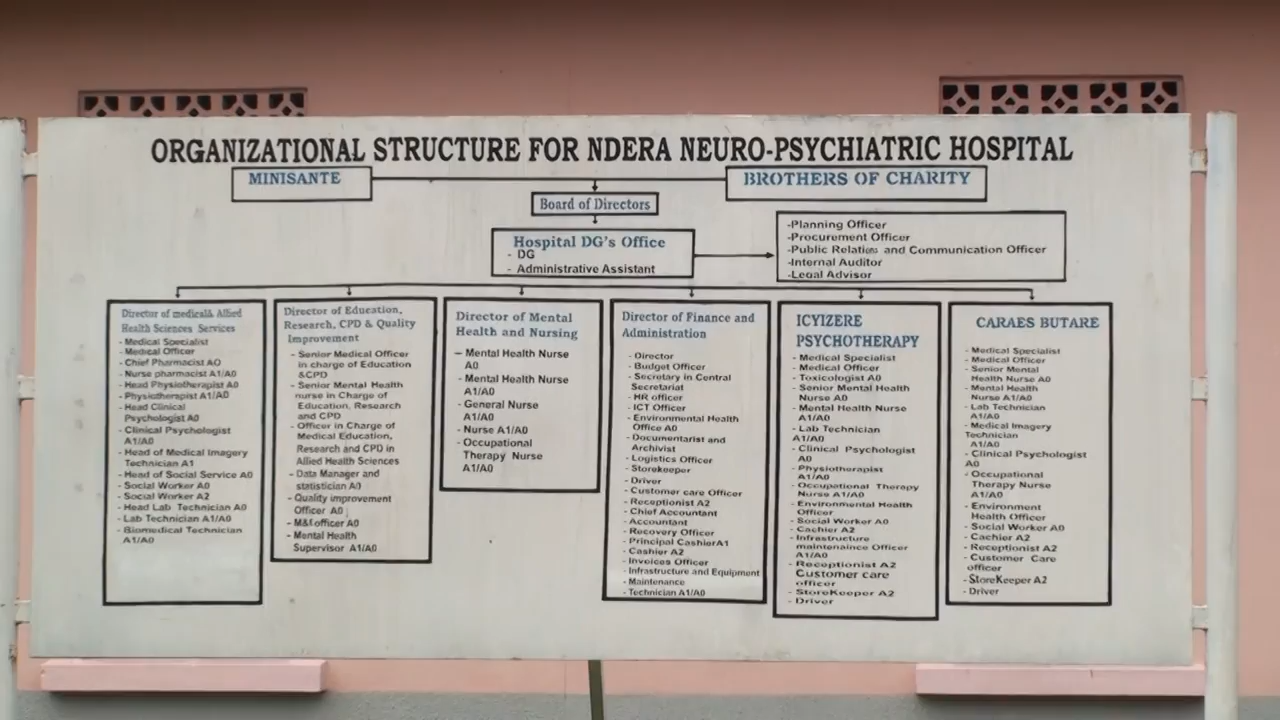 ORGANIZATIONAL STRUCTURE FOR NDERA NEURO-PSYCHIATRIC HOSPITAL
MINISANTE
BROTHERS OF CHARITY
Board of Directors
Hospital DG's Office
- DG
- Administrative Assistant
-Planning Officer
-Procurement Officer
-Public Relation and Communication Officer
-Internal Auditor
-Legal Advisor
Director of medical& Allied
Health Sciences Services
- Medical Specialist
- Medical Officer
- Chief Pharmacist AO
- Nurse pharmacist A1/A0
- Head Physiotherapist A0
- Physiotherapist A1/A0
- Head Clinical
Psychologist A0
- Clinical Psychologist
A1/A0
- Head of Medical Imagery
Technician A1
- Head of Social Service A0
- Social Worker A0
- Social Worker A2
- Head Lab Technician A0
- Lab Technician A1/A0
- Biomedical Technician
A1/A0
Director of Education,
Research, CPD & Quality
Improvement
- Senior Medical Officer
in charge of Education
&CPD
- Senior Mental Health
nurse in Charge of
Education, Research
and CPD
- Officer in Charge of
Medical Education,
Research and CPD in
Allied Health Sciences
- Data Manager and
statistician A0
- Quality improvement
Officer A0
- M&E officer A0
- Mental Health
Supervisor A1/A0
Director of Mental
Health and Nursing
- Mental Health Nurse
A0
- Mental Health Nurse
A1/A0
- General Nurse
A1/A0
- Nurse A1/A0
- Occupational
Therapy Nurse
A1/A0
Director of Finance and
Administration
- Director
- Budget Officer
- Secretary in Central
Secretariat
- HR officer
- ICT Officer
- Environmental Health
Office A0
- Documentarist and
Archivist
- Logistics Officer
- Storekeeper
- Driver
- Customer care Officer
- Receptionist A2
- Chief Accountant
- Accountant
- Recovery Officer
- Principal CashierA1
- Cashier A2
- Invoices Officer
- Infrastructure and Equipment
- Maintenance
- Technician A1/A0
ICYIZERE
PSYCHOTHERAPY
- Medical Specialist
- Medical Officer
- Toxicologist A0
- Senior Mental Health
Nurse A0
- Mental Health Nurse
A1/A0
- Lab Technician
A1/A0
- Clinical Psychologist
A0
- Physiotherapist
A1/A0
- Occupational Therapy
Nurse A1/A0
- Environmental Health
Officer
- Social Worker A0
- Cachier A2
- Infrastructure
maintenaince Officer
A1/A0
- Receptionist A2
Customer care
officer
- StoreKeeper A2
- Driver
CARAES BUTARE
- Medical Specialist
- Medical Officer
- Senior Mental
Health Nurse A0
- Mental Health
Nurse A1/A0
- Lab Technician
A1/A0
- Medical Imagery
Technician
A1/A0
- Clinical Psychologist
A0
- Occupational
Therapy Nurse
A1/A0
- Environment
Health Officer
- Social Worker A0
- Cachier A2
- Receptionist A2
- Customer Care
officer
- StoreKeeper A2
- Driver